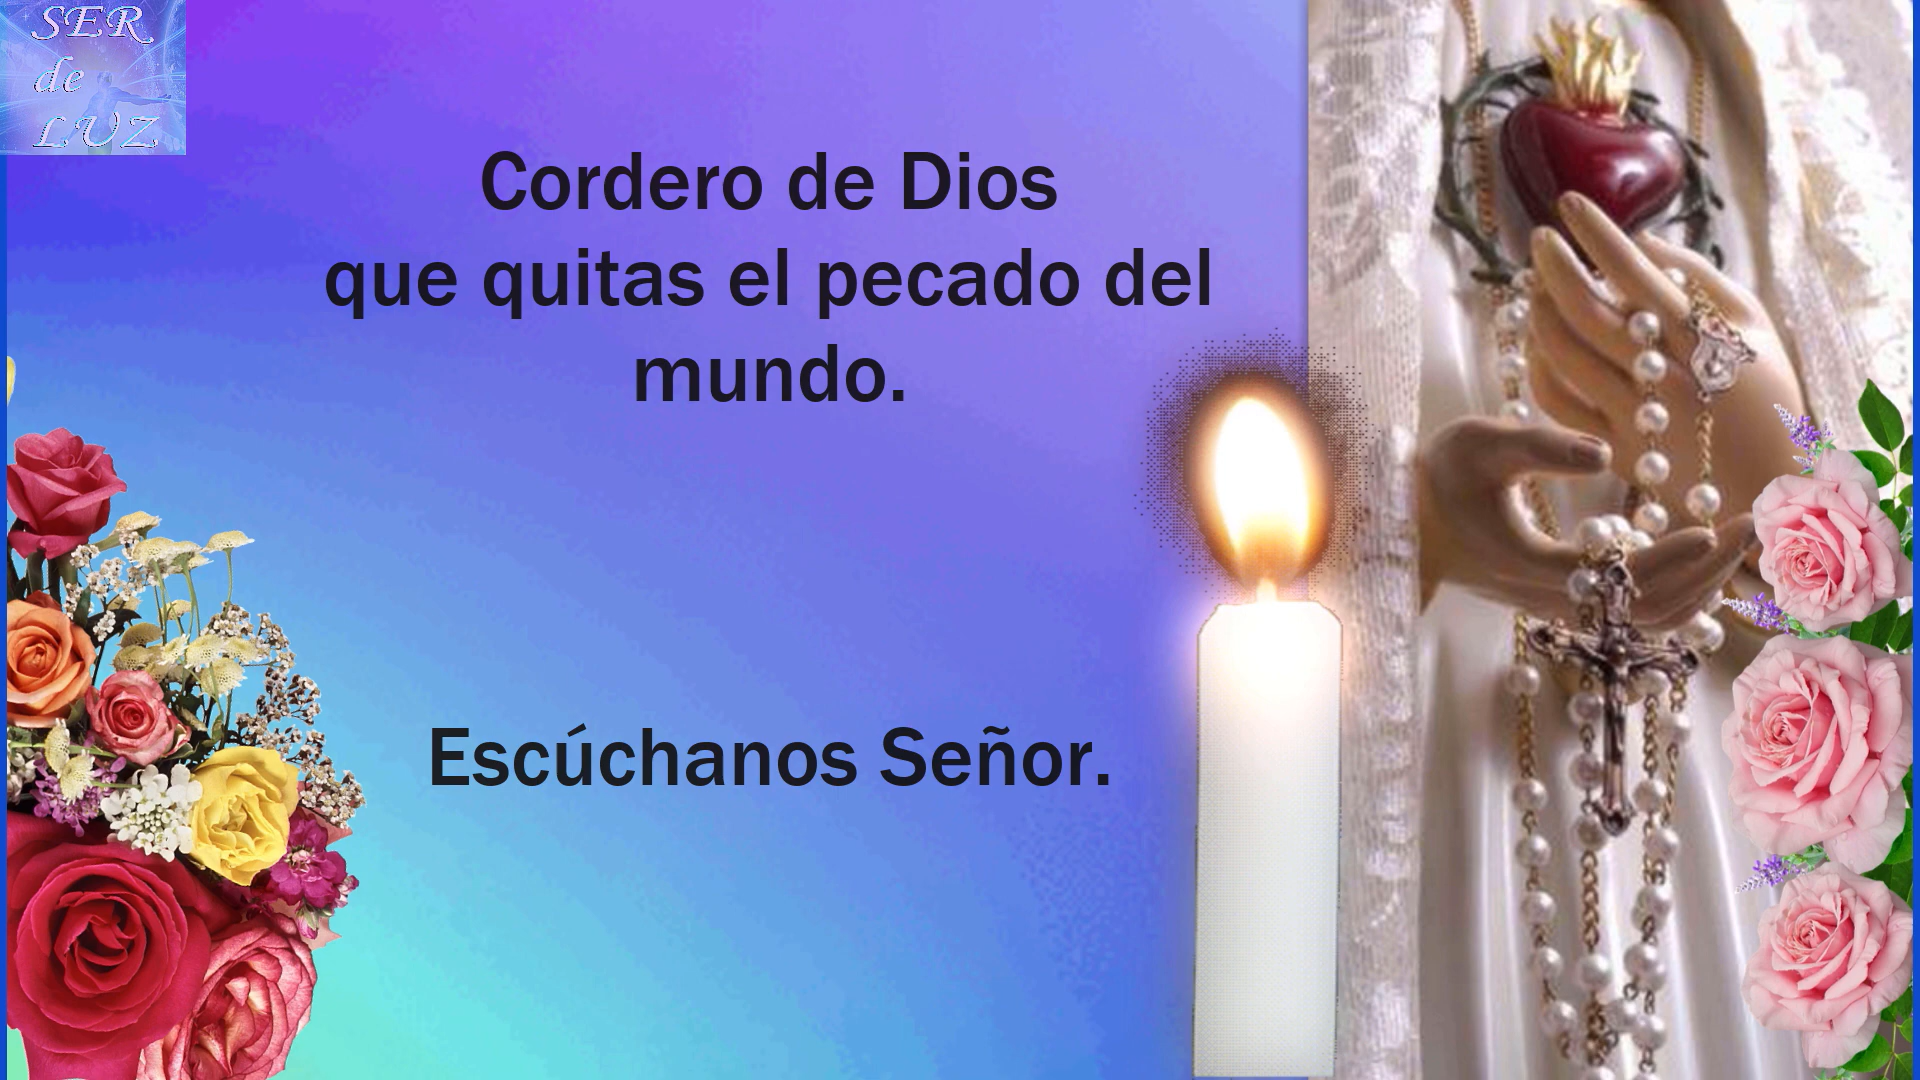 SER
de
LUZ
Cordero de Dios
que quitas el pecado del
mundo.
Escúchanos Señor.